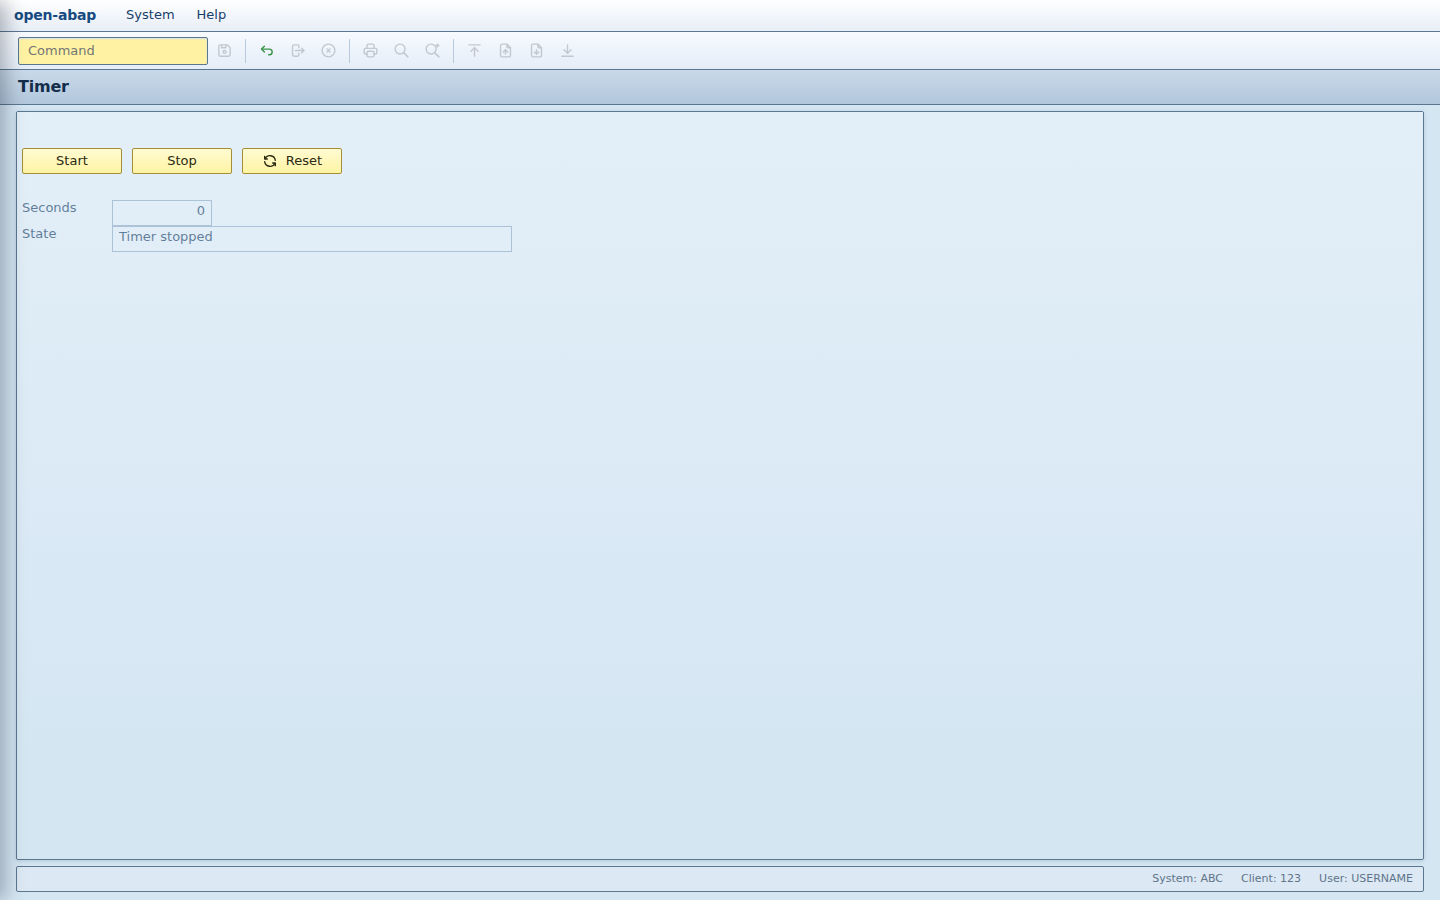 open-abap System Help
Command
Timer
Start Stop Reset
Seconds 0
State Timer stopped
System: ABC Client: 123 User: USERNAME